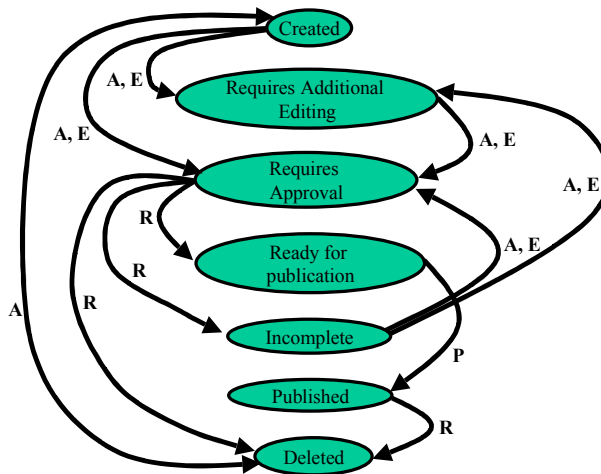 Created
A, E
Requires Additional
Editing
A, E
A, E
Requires
Approval
A, E
R
A, E
Ready for
publication
R
A
R
Incomplete
P
Published
R
Deleted